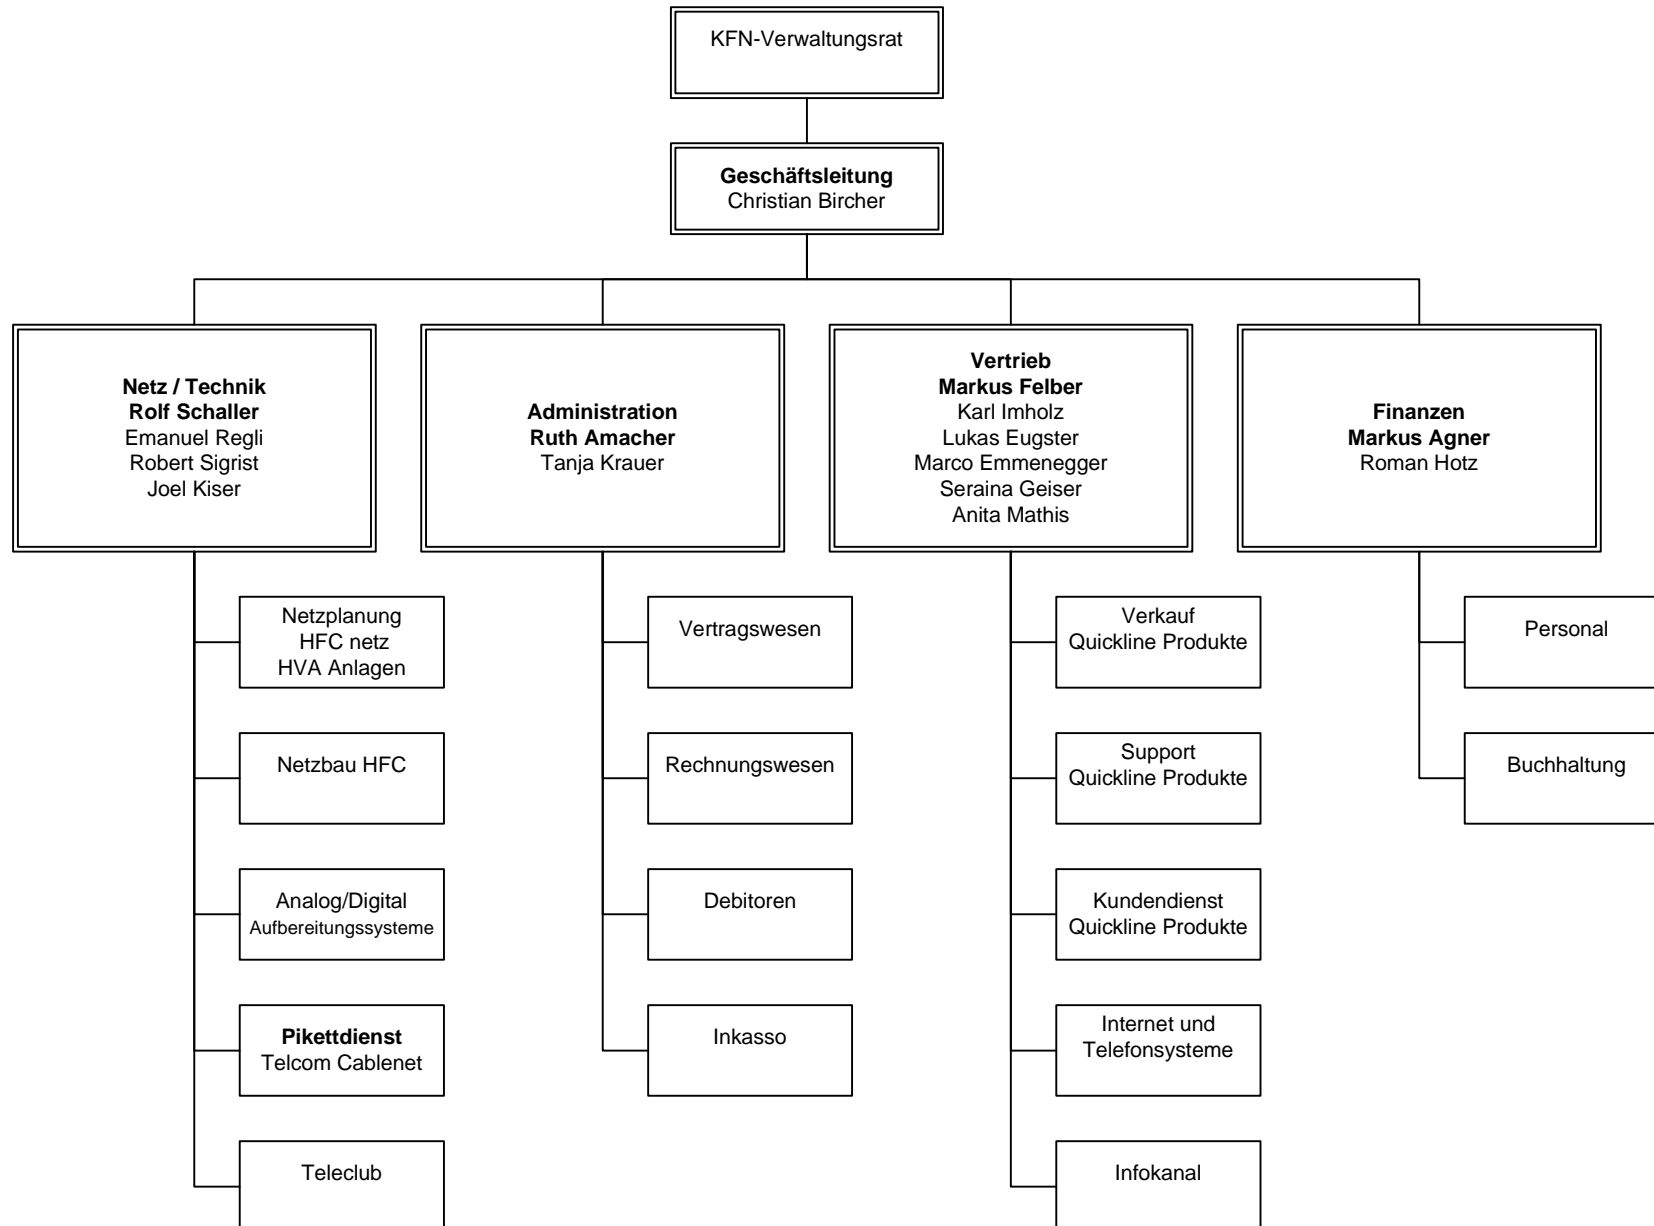 KFN-Verwaltungsrat
Geschäftsleitung
Christian Bircher
Netz / Technik
Rolf Schaller
Emanuel Regli
Robert Sigrist
Joel Kiser
Administration
Ruth Amacher
Tanja Krauer
Vertrieb
Markus Felber
Karl Imholz
Lukas Eugster
Marco Emmenegger
Seraina Geiser
Anita Mathis
Finanzen
Markus Agner
Roman Hotz
Netzplanung
HFC netz
HVA Anlagen
Netzbau HFC
Analog/Digital
Aufbereitungssysteme
Pikettdienst
Telcom Cablenet
Teleclub
Vertragswesen
Rechnungswesen
Debitoren
Inkasso
Verkauf
Quickline Produkte
Support
Quickline Produkte
Kundendienst
Quickline Produkte
Internet und
Telefonsysteme
Infokanal
Personal
Buchhaltung